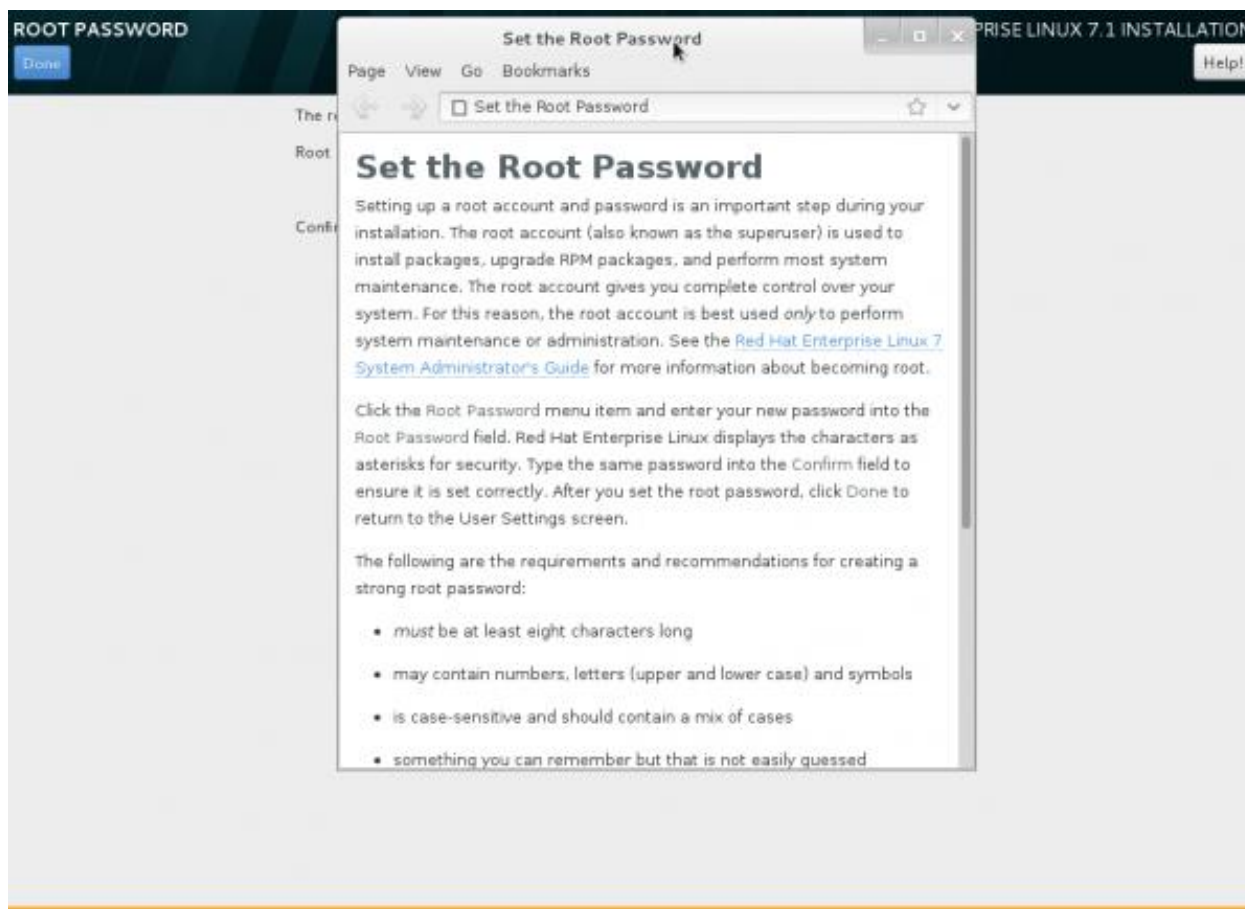 ROOT PASSWORD
Done
PRISE LINUX 7.1 INSTALLATION
Help!
The r
Root
Confi
Set the Root Password
Page View Go Bookmarks
Set the Root Password
Set the Root Password
Setting up a root account and password is an important step during your
installation. The root account (also known as the superuser) is used to
install packages, upgrade RPM packages, and perform most system
maintenance. The root account gives you complete control over your
system. For this reason, the root account is best used only to perform
system maintenance or administration. See the Red Hat Enterprise Linux 7
System Administrator's Guide for more information about becoming root.
Click the Root Password menu item and enter your new password into the
Root Password field. Red Hat Enterprise Linux displays the characters as
asterisks for security. Type the same password into the Confirm field to
ensure it is set correctly. After you set the root password, click Done to
return to the User Settings screen.
The following are the requirements and recommendations for creating a
strong root password:
• must be at least eight characters long
• may contain numbers, letters (upper and lower case) and symbols
• is case-sensitive and should contain a mix of cases
• something you can remember but that is not easily guessed